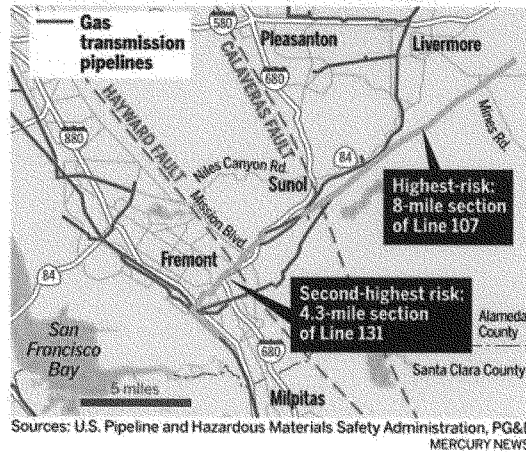 Gas
transmission
pipelines
580
Pleasanton
Livermore
CALAVERAS FAULT
680
HAYWARD FAULT
880
Mines Rd.
84
Niles Canyon Rd
Sunol
Mission Blvd.
Highest-risk:
8-mile section
of Line 107
Fremont
84
Second-highest risk:
4.3-mile section
of Line 131
Alameda
County
San
Francisco
Bay
680
Santa Clara County
5 miles
Milpitas
Sources: U.S. Pipeline and Hazardous Materials Safety Administration, PG&E
MERCURY NEWS